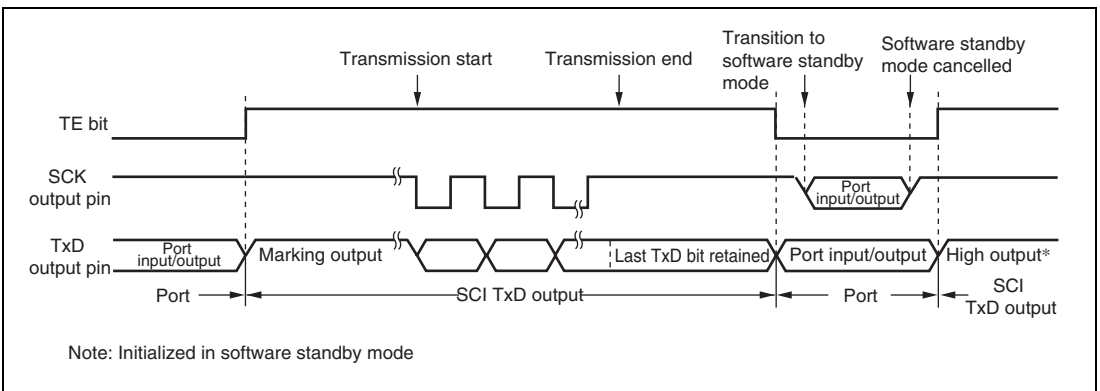 Transmission start
Transmission end
Transition to
software standby
mode
Software standby
mode cancelled
TE bit
SCK
output pin
Port
input/output
TxD
output pin
Port
input/output
Marking output
Last TxD bit retained
Port input/output
High output*
Port
SCI TxD output
Port
SCI
TxD output
Note: Initialized in software standby mode